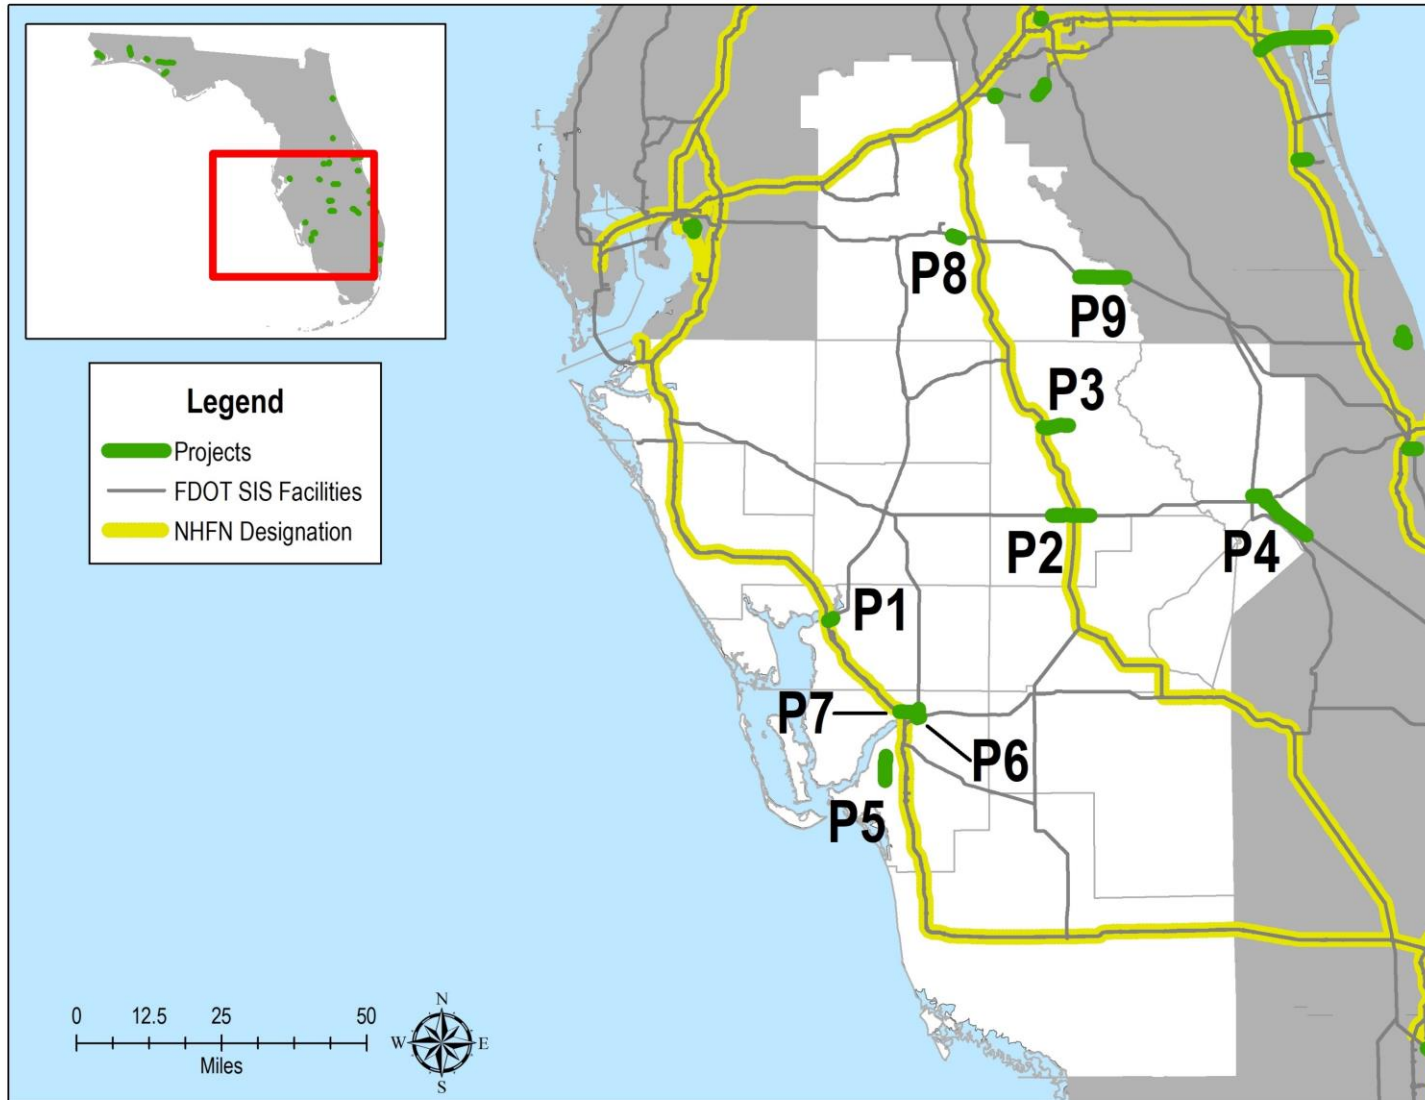 Legend
Projects
FDOT SIS Facilities
NHFN Designation
P8
P9
P3
P2
P4
P1
P7
P6
P5
0 12.5 25 50
Miles
N
W E
S